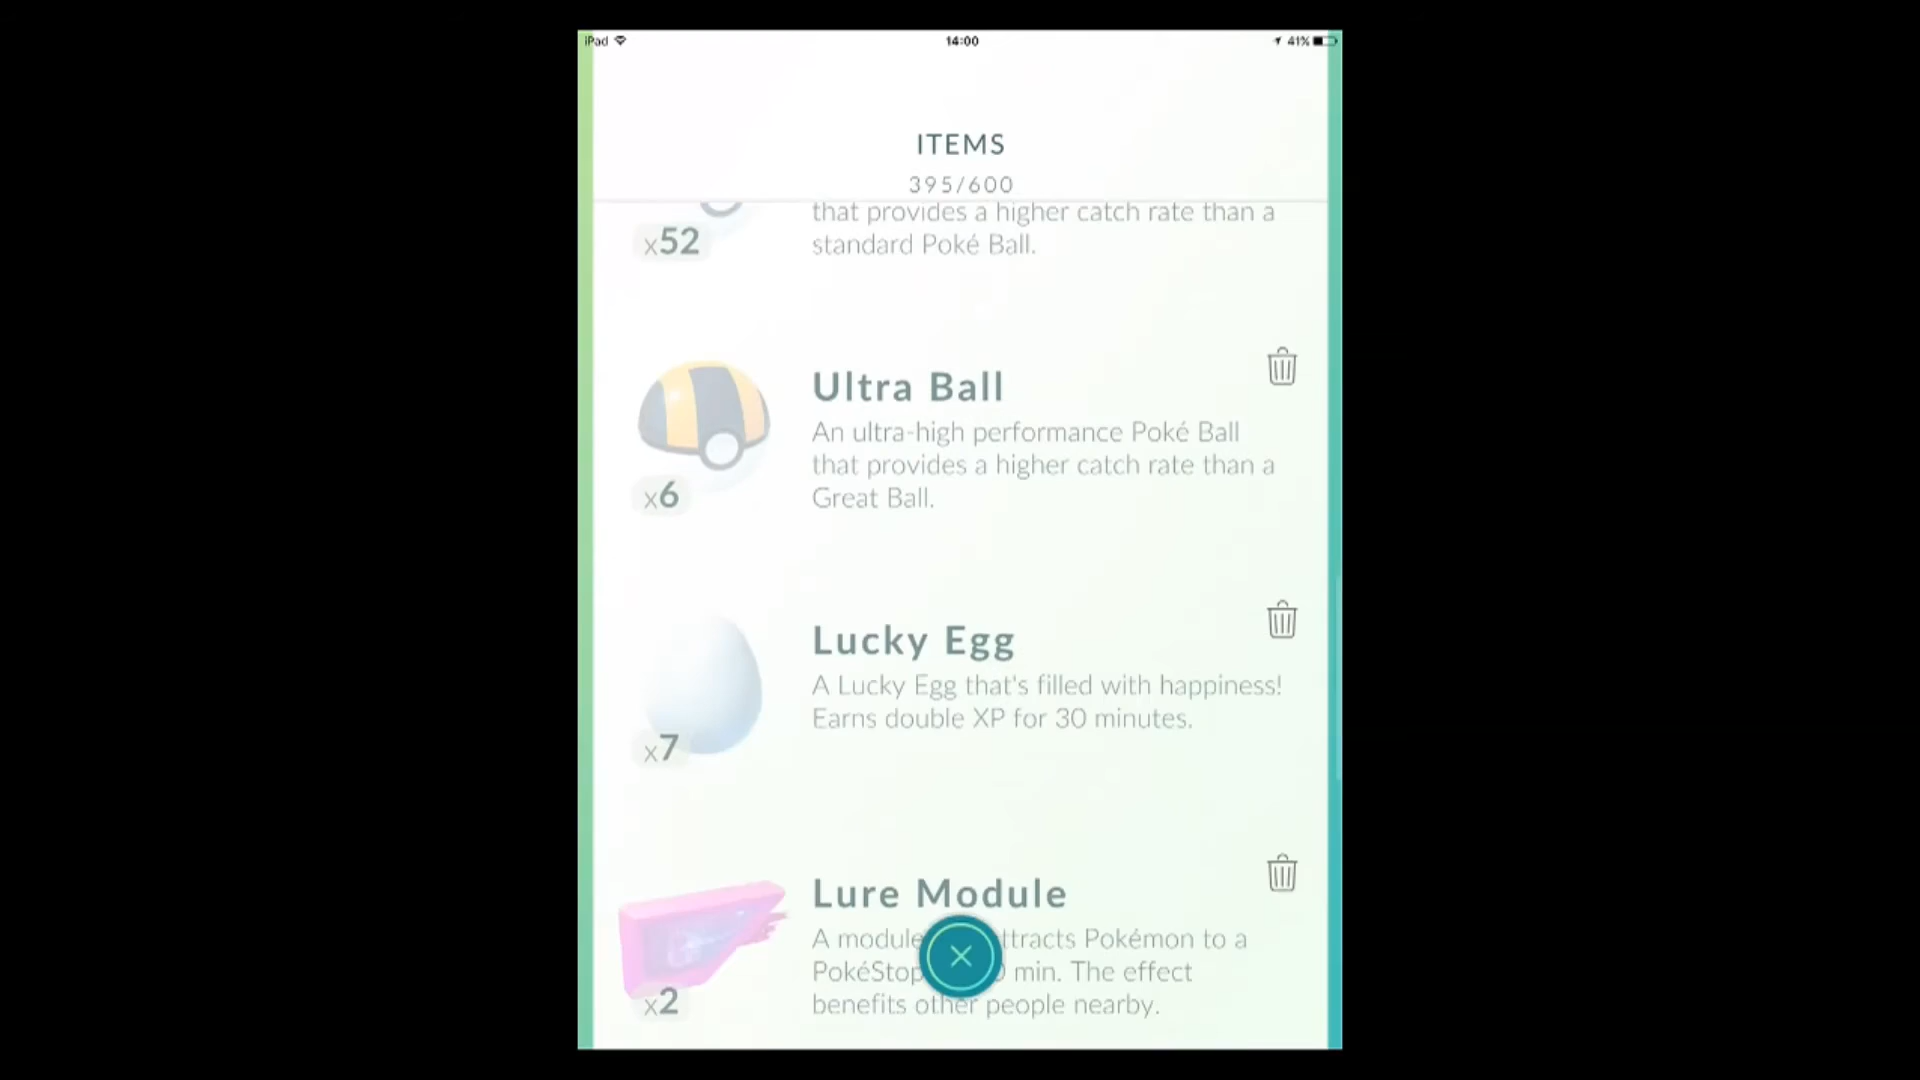 iPad
14:00
41%
ITEMS
395/600
that provides a higher catch rate than a
standard Poké Ball.
x52
Ultra Ball
An ultra-high performance Poké Ball
that provides a higher catch rate than a
Great Ball.
x6
Lucky Egg
A Lucky Egg that's filled with happiness!
Earns double XP for 30 minutes.
x7
Lure Module
A module ttracts Pokémon to a
PokéStop min. The effect
benefits other people nearby.
x2